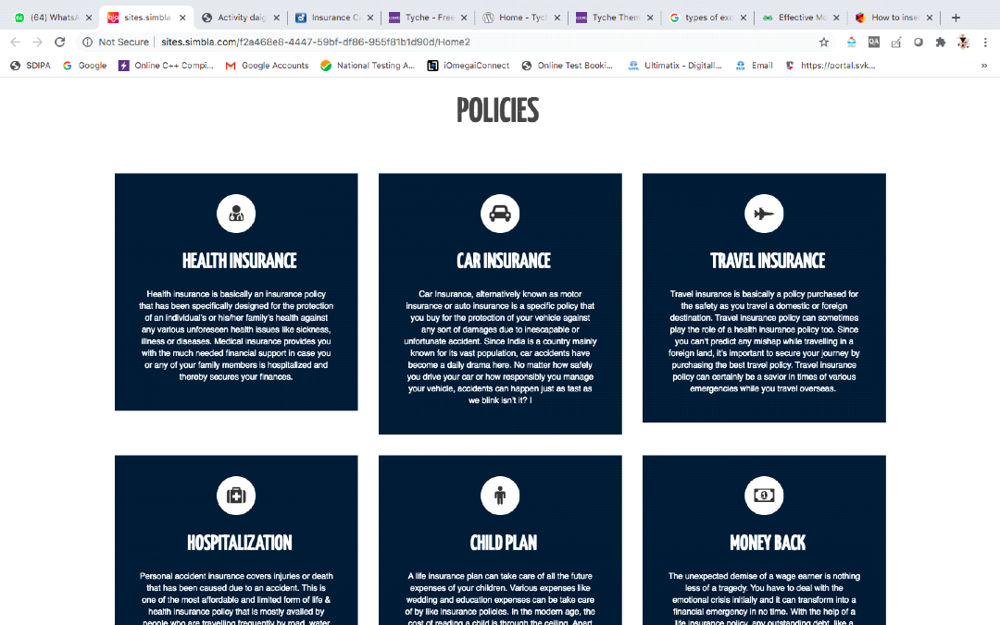 (64) WhatsA
sites.simbla
Activity daig
Insurance Ca
Tyche - Free
Home - Tych
Tyche Them
types of exc
Effective Mo
How to inser
Not Secure
sites.simbla.com/f2a468e8-4447-59bf-df86-955f81b1d90d/Home2
SDIPA
Google
Online C++ Compi...
Google Accounts
National Testing A...
iOmegaiConnect
Online Test Booki...
Ultimatix - Digitall...
Email
https://portal.svk...
»
POLICIES
HEALTH INSURANCE
Health insurance is basically an insurance policy
that has been specifically designed for the protection
of an individual's or his/her family's health against
any various unforeseen health issues like sickness,
illness or diseases. Medical insurance provides you
with the much needed financial support in case you
or any of your family members is hospitalized and
thereby secures your finances.
CAR INSURANCE
Car Insurance, alternatively known as motor
insurance or auto insurance is a specific policy that
you buy for the protection of your vehicle against
any sort of damages due to inescapable or
unfortunate accident. Since India is a country mainly
known for its vast population, car accidents have
become a daily drama here. No matter how safely
you drive your car or how responsibly you manage
your vehicle, accidents can happen just as fast as
we blink isn't it? I
TRAVEL INSURANCE
Travel insurance is basically a policy purchased for
the safety as you travel a domestic or foreign
destination. Travel insurance policy can sometimes
play the role of a health insurance policy too. Since
you can't predict any mishap while travelling in a
foreign land, it's important to secure your journey by
purchasing the best travel policy. Travel insurance
policy can certainly be a savior in times of various
emergencies while you travel overseas.
HOSPITALIZATION
Personal accident insurance covers injuries or death
that has been caused due to an accident. This is
one of the most affordable and limited form of life &
health insurance policy that is mostly availed by
people who are travelling frequently by road, water
CHILD PLAN
A life insurance plan can take care of all the future
expenses of your children. Various expenses like
wedding and education expenses can be take care
of by like insurance policies. In the modern age, the
cost of reading a child is through the ceiling. Apart
MONEY BACK
The unexpected demise of a wage earner is nothing
less of a tragedy. You have to deal with the
emotional crisis initially and it can transform into a
financial emergency in no time. With the help of a
life insurance policy, any outstanding debt, like a